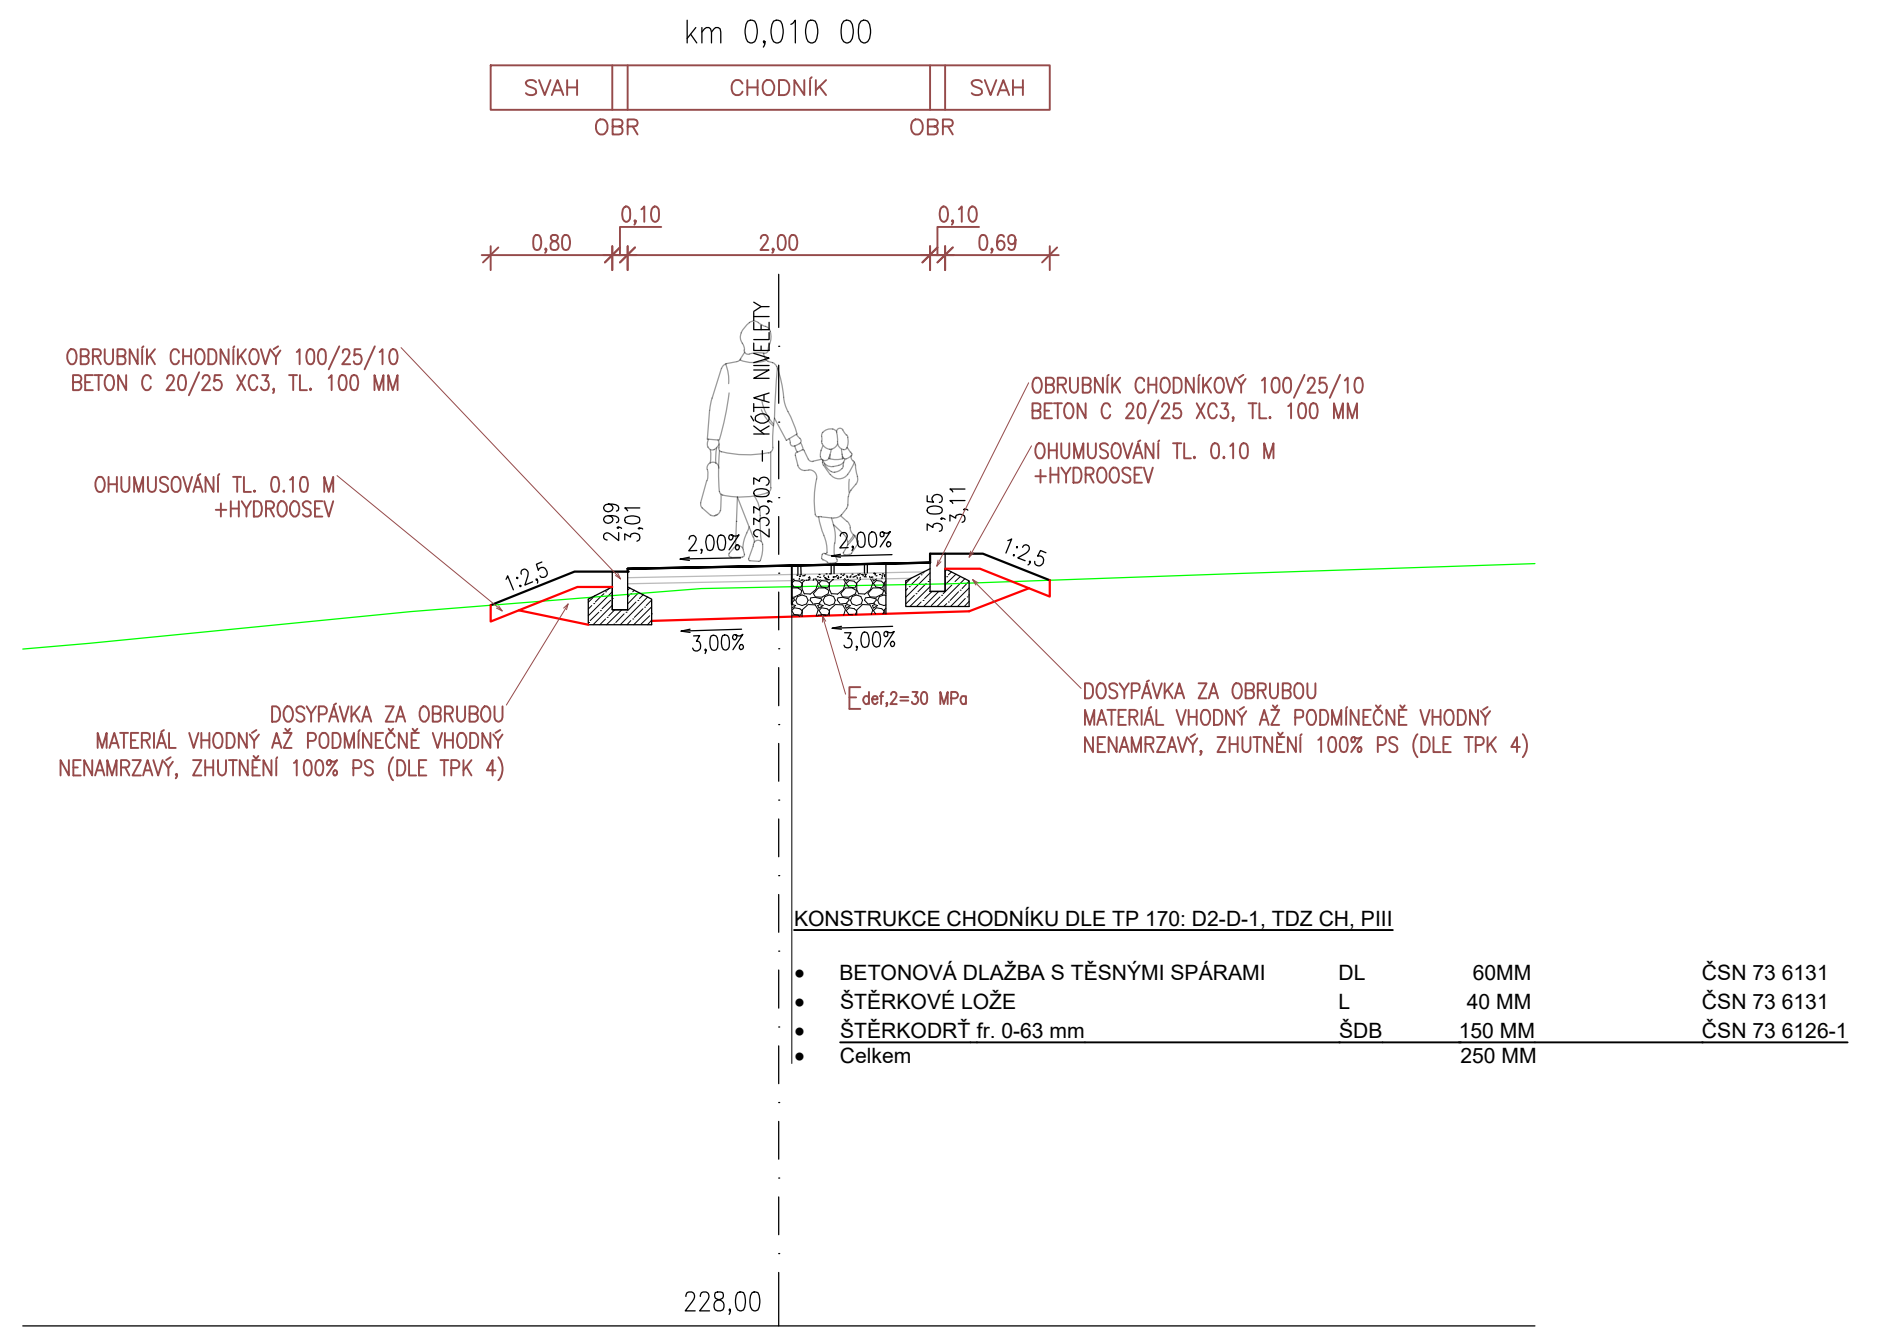 km 0,010 00
SVAH
CHODNÍK
SVAH
OBR
OBR
0,10
0,10
0,80
2,00
0,69
233,03 – KÓTA NIVELETY
OBRUBNÍK CHODNÍKOVÝ 100/25/10
BETON C 20/25 XC3, TL. 100 MM
OBRUBNÍK CHODNÍKOVÝ 100/25/10
BETON C 20/25 XC3, TL. 100 MM
OHUMUSOVÁNÍ TL. 0.10 M
+HYDROOSEV
OHUMUSOVÁNÍ TL. 0.10 M
+HYDROOSEV
2,99
3,01
3,05
3,11
2,00%
2,00%
1:2,5
1:2,5
3,00%
3,00%
Edef,2=30 MPa
DOSYPÁVKA ZA OBRUBOU
MATERIÁL VHODNÝ AŽ PODMÍNEČNĚ VHODNÝ
NENAMRZAVÝ, ZHUTNĚNÍ 100% PS (DLE TPK 4)
DOSYPÁVKA ZA OBRUBOU
MATERIÁL VHODNÝ AŽ PODMÍNEČNĚ VHODNÝ
NENAMRZAVÝ, ZHUTNĚNÍ 100% PS (DLE TPK 4)
KONSTRUKCE CHODNÍKU DLE TP 170: D2-D-1, TDZ CH, PIII
• BETONOVÁ DLAŽBA S TĚSNÝMI SPÁRAMI DL 60MM ČSN 73 6131
• ŠTĚRKOVÉ LOŽE L 40 MM ČSN 73 6131
• ŠTĚRKODRŤ fr. 0-63 mm ŠDB 150 MM ČSN 73 6126-1
• Celkem 250 MM
228,00